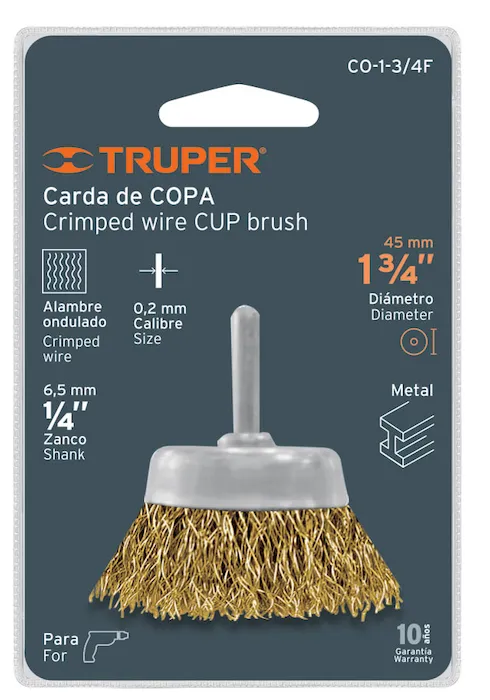 CO-1-3/4F
TRUPER®
Carda de COPA
Crimped wire CUP brush
45 mm
1 3/4"
Diámetro
Diameter
Alambre
ondulado
Crimped
wire
0,2 mm
Calibre
Size
6,5 mm
1/4"
Zanco
Shank
Metal
Para
For
10 años
Garantía
Warranty